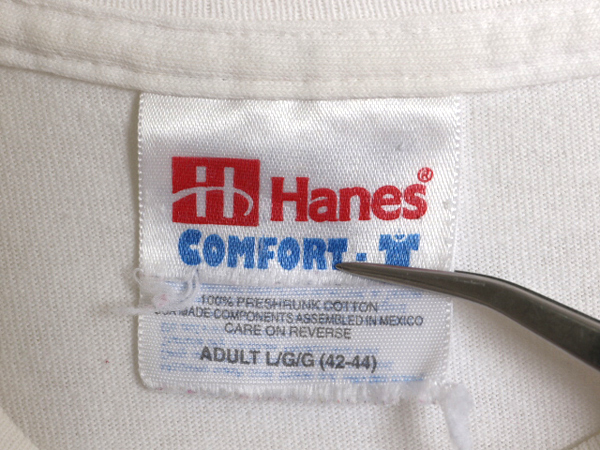 Hanes®
COMFORT-
100% PRESHRUNK COTTON
MADE COMPONENTS ASSEMBLED IN MEXICO
CARE ON REVERSE
ADULT L/G/G (42-44)